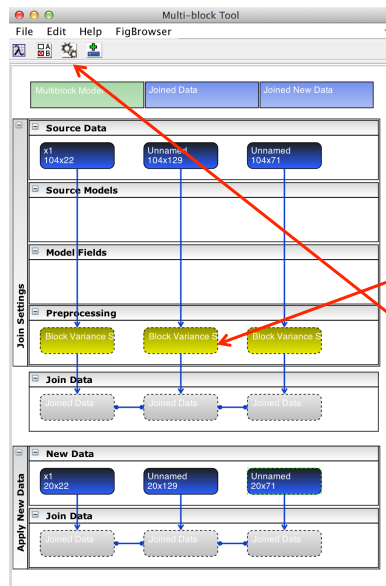 Multi-block Tool
File Edit Help FigBrowser
Multiblock Model Joined Data Joined New Data
Source Data
x1 Unnamed Unnamed
104x22 104x129 104x71
Source Models
Model Fields
Join Settings
Preprocessing
Block Variance S Block Variance S Block Variance S
Join Data
Joined Data Joined Data Joined Data
New Data
x1 Unnamed Unnamed
20x22 20x129 20x71
Apply New Data
Join Data
Joined Data Joined Data Joined Data